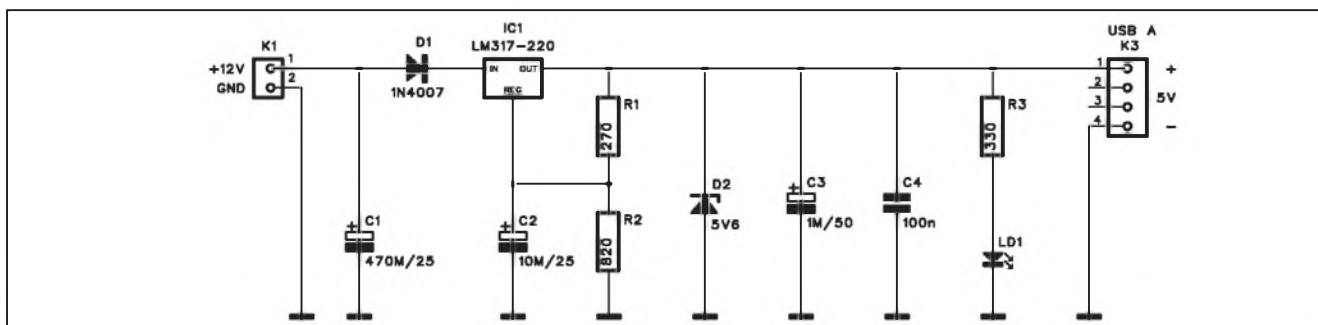 K1
+12V
GND
1
2
D1
1N4007
IC1
LM317-220
IN
OUT
REG
R1
270
R2
820
C1
+
470M/25
C2
+
10M/25
D2
5V6
C3
+
1M/50
C4
100n
R3
330
LD1
USB A
K3
1
2
3
4
+
5V
-